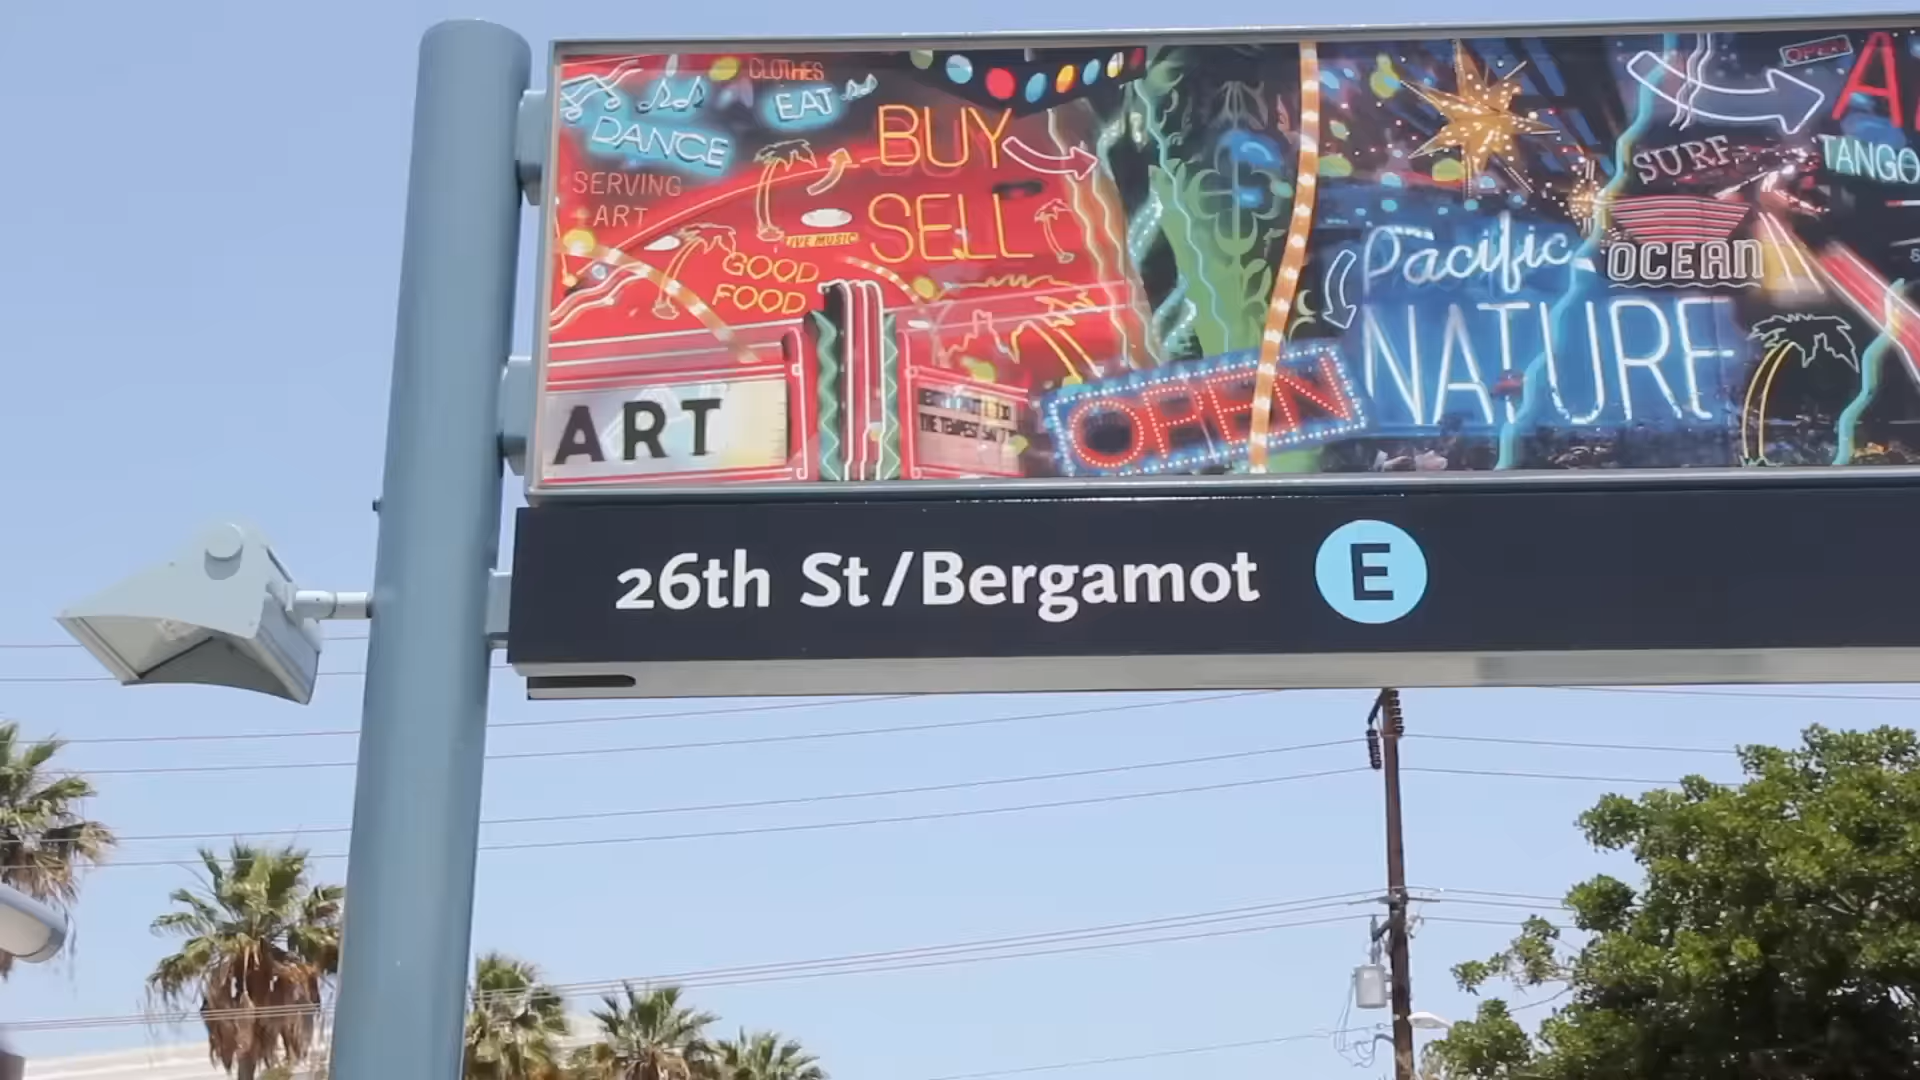 CLOTHES
EAT
DANCE
SERVING
ART
LIVE MUSIC
GOOD
FOOD
BUY
SELL
ART
OPEN
Pacific
NATURE
OPEN
SURF
OCEAN
TANGO
26th St/Bergamot E